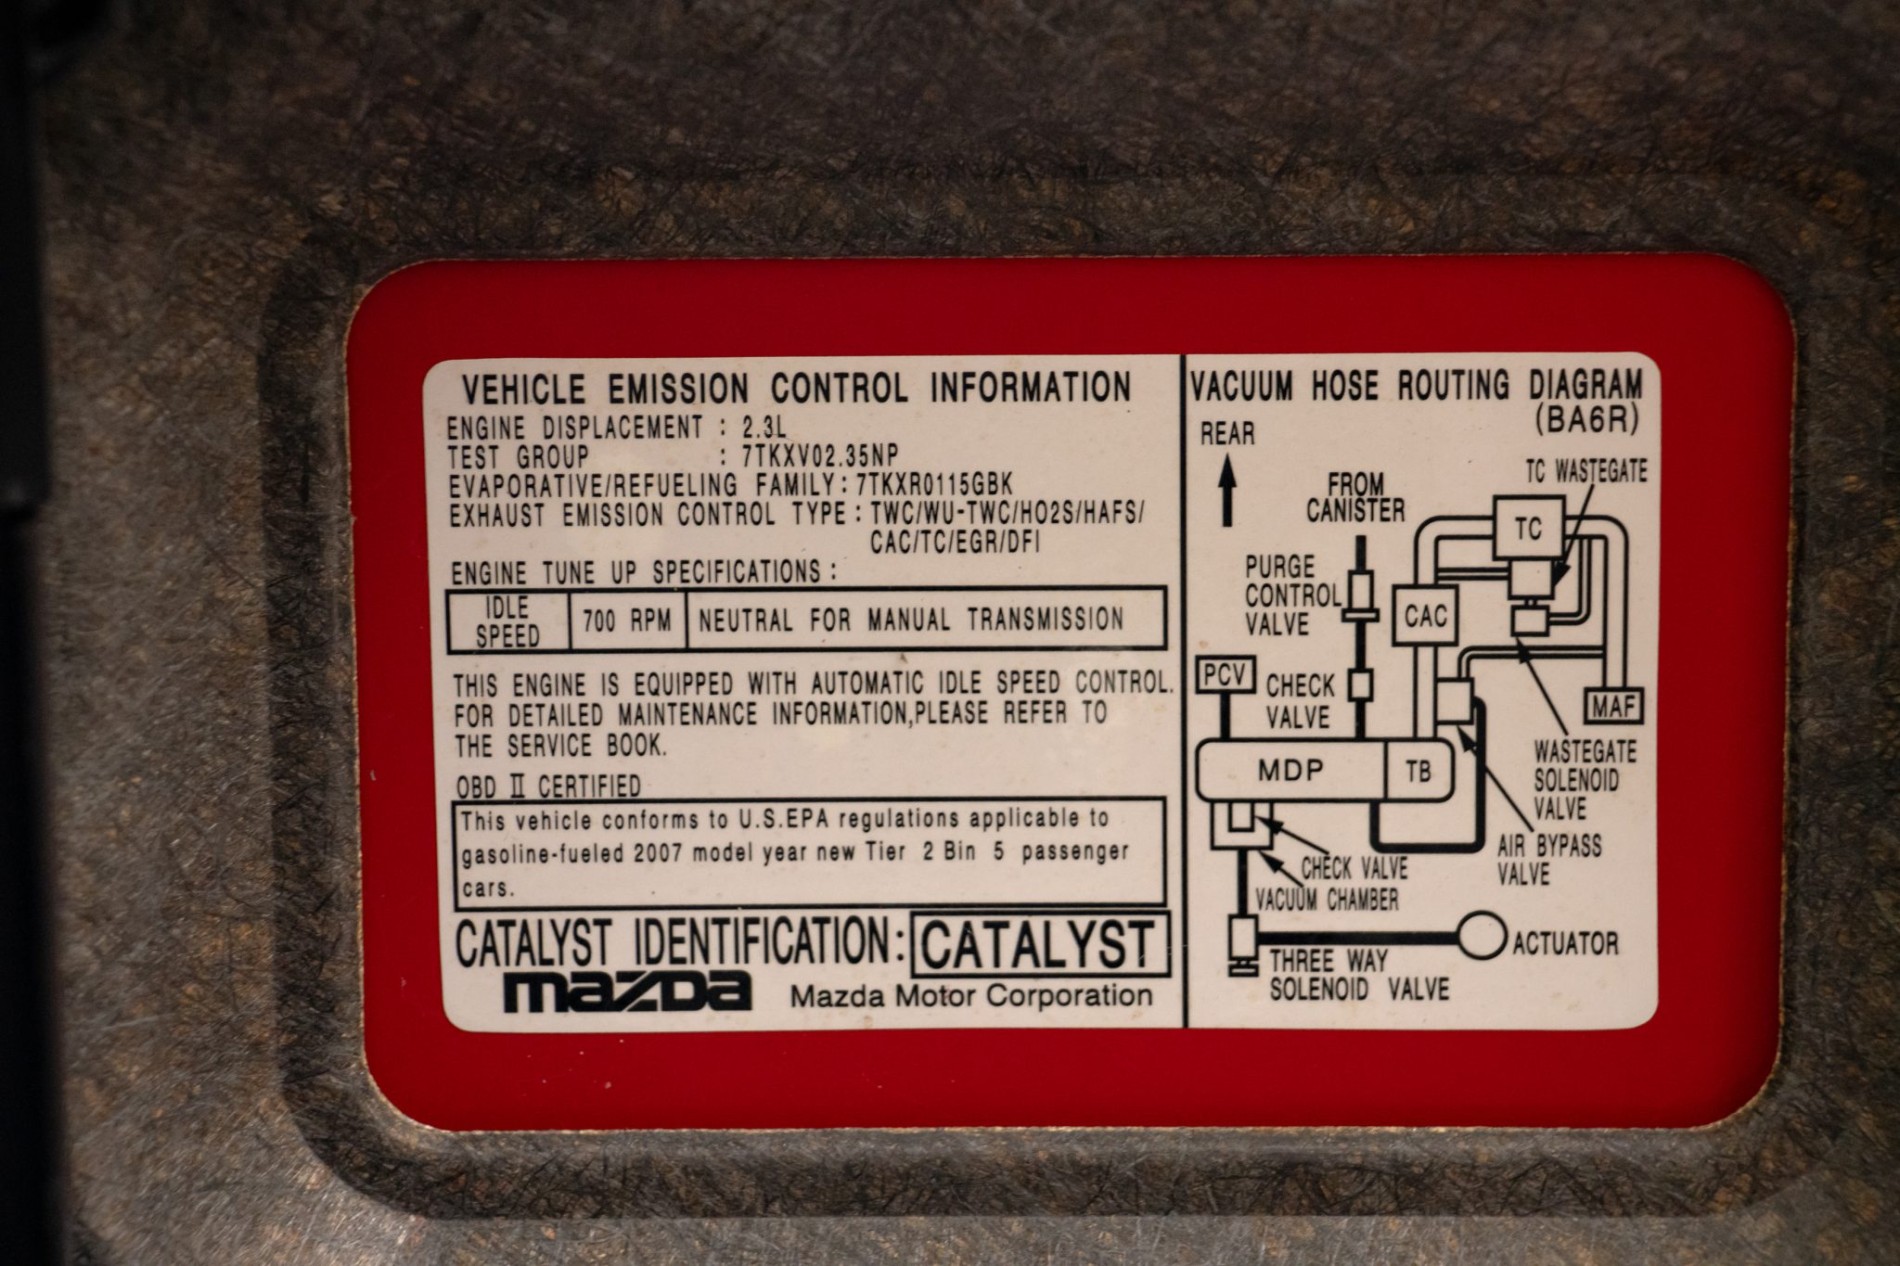 VEHICLE EMISSION CONTROL INFORMATION
ENGINE DISPLACEMENT : 2.3L
TEST GROUP : 7TKXV02.35NP
EVAPORATIVE/REFUELING FAMILY : 7TKXR0115GBK
EXHAUST EMISSION CONTROL TYPE : TWC/WU-TWC/HO2S/HAFS/
CAC/TC/EGR/DFI
ENGINE TUNE UP SPECIFICATIONS :
IDLE
SPEED
700 RPM
NEUTRAL FOR MANUAL TRANSMISSION
THIS ENGINE IS EQUIPPED WITH AUTOMATIC IDLE SPEED CONTROL.
FOR DETAILED MAINTENANCE INFORMATION,PLEASE REFER TO
THE SERVICE BOOK.
OBD II CERTIFIED
This vehicle conforms to U.S.EPA regulations applicable to
gasoline-fueled 2007 model year new Tier 2 Bin 5 passenger
cars.
CATALYST IDENTIFICATION: CATALYST
mazda Mazda Motor Corporation
VACUUM HOSE ROUTING DIAGRAM
(BA6R)
REAR
TC WASTEGATE
FROM
CANISTER
TC
PURGE
CONTROL
VALVE
CAC
PCV
CHECK
VALVE
MAF
MDP
TB
WASTEGATE
SOLENOID
VALVE
AIR BYPASS
VALVE
CHECK VALVE
VACUUM CHAMBER
ACTUATOR
THREE WAY
SOLENOID VALVE